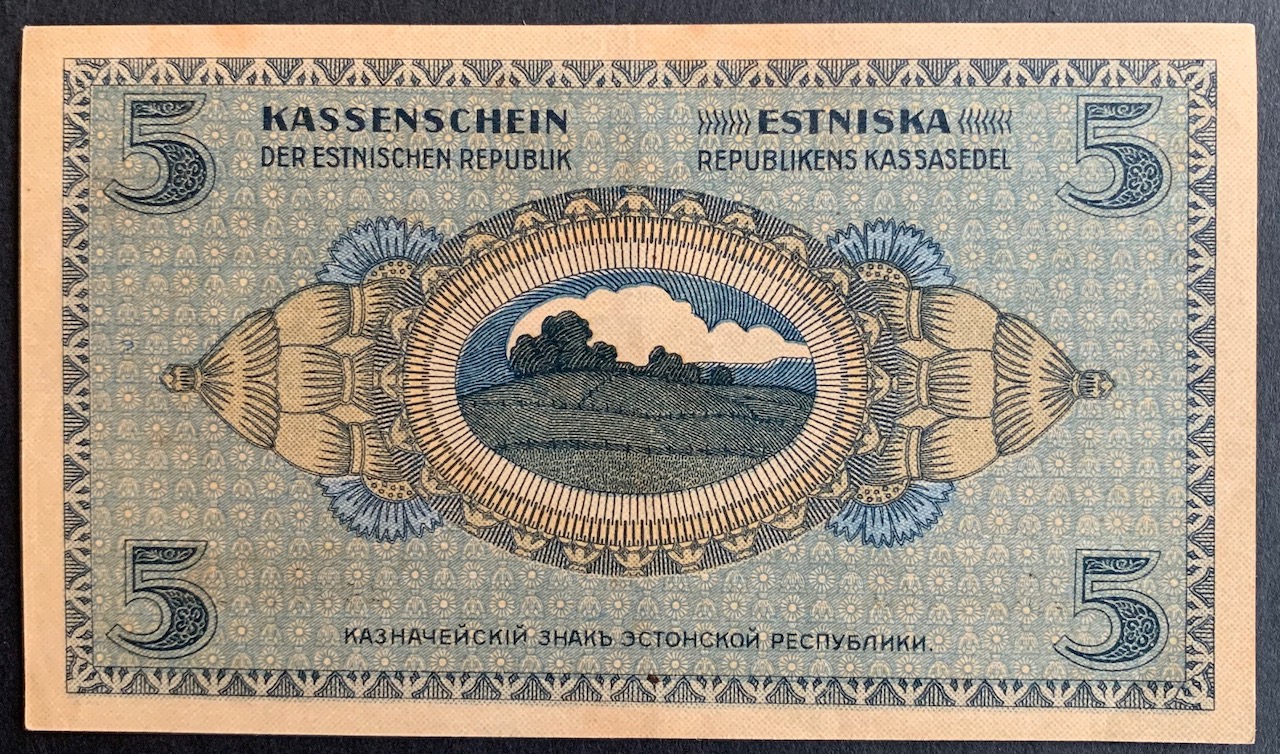 5
KASSENSCHEIN
DER ESTNISCHEN REPUBLIK
ESTNISKA
REPUBLIKENS KASSASEDEL
5
5
КАЗНАЧЕЙСКІЙ ЗНАКЪ ЭСТОНСКОЙ РЕСПУБЛИКИ.
5